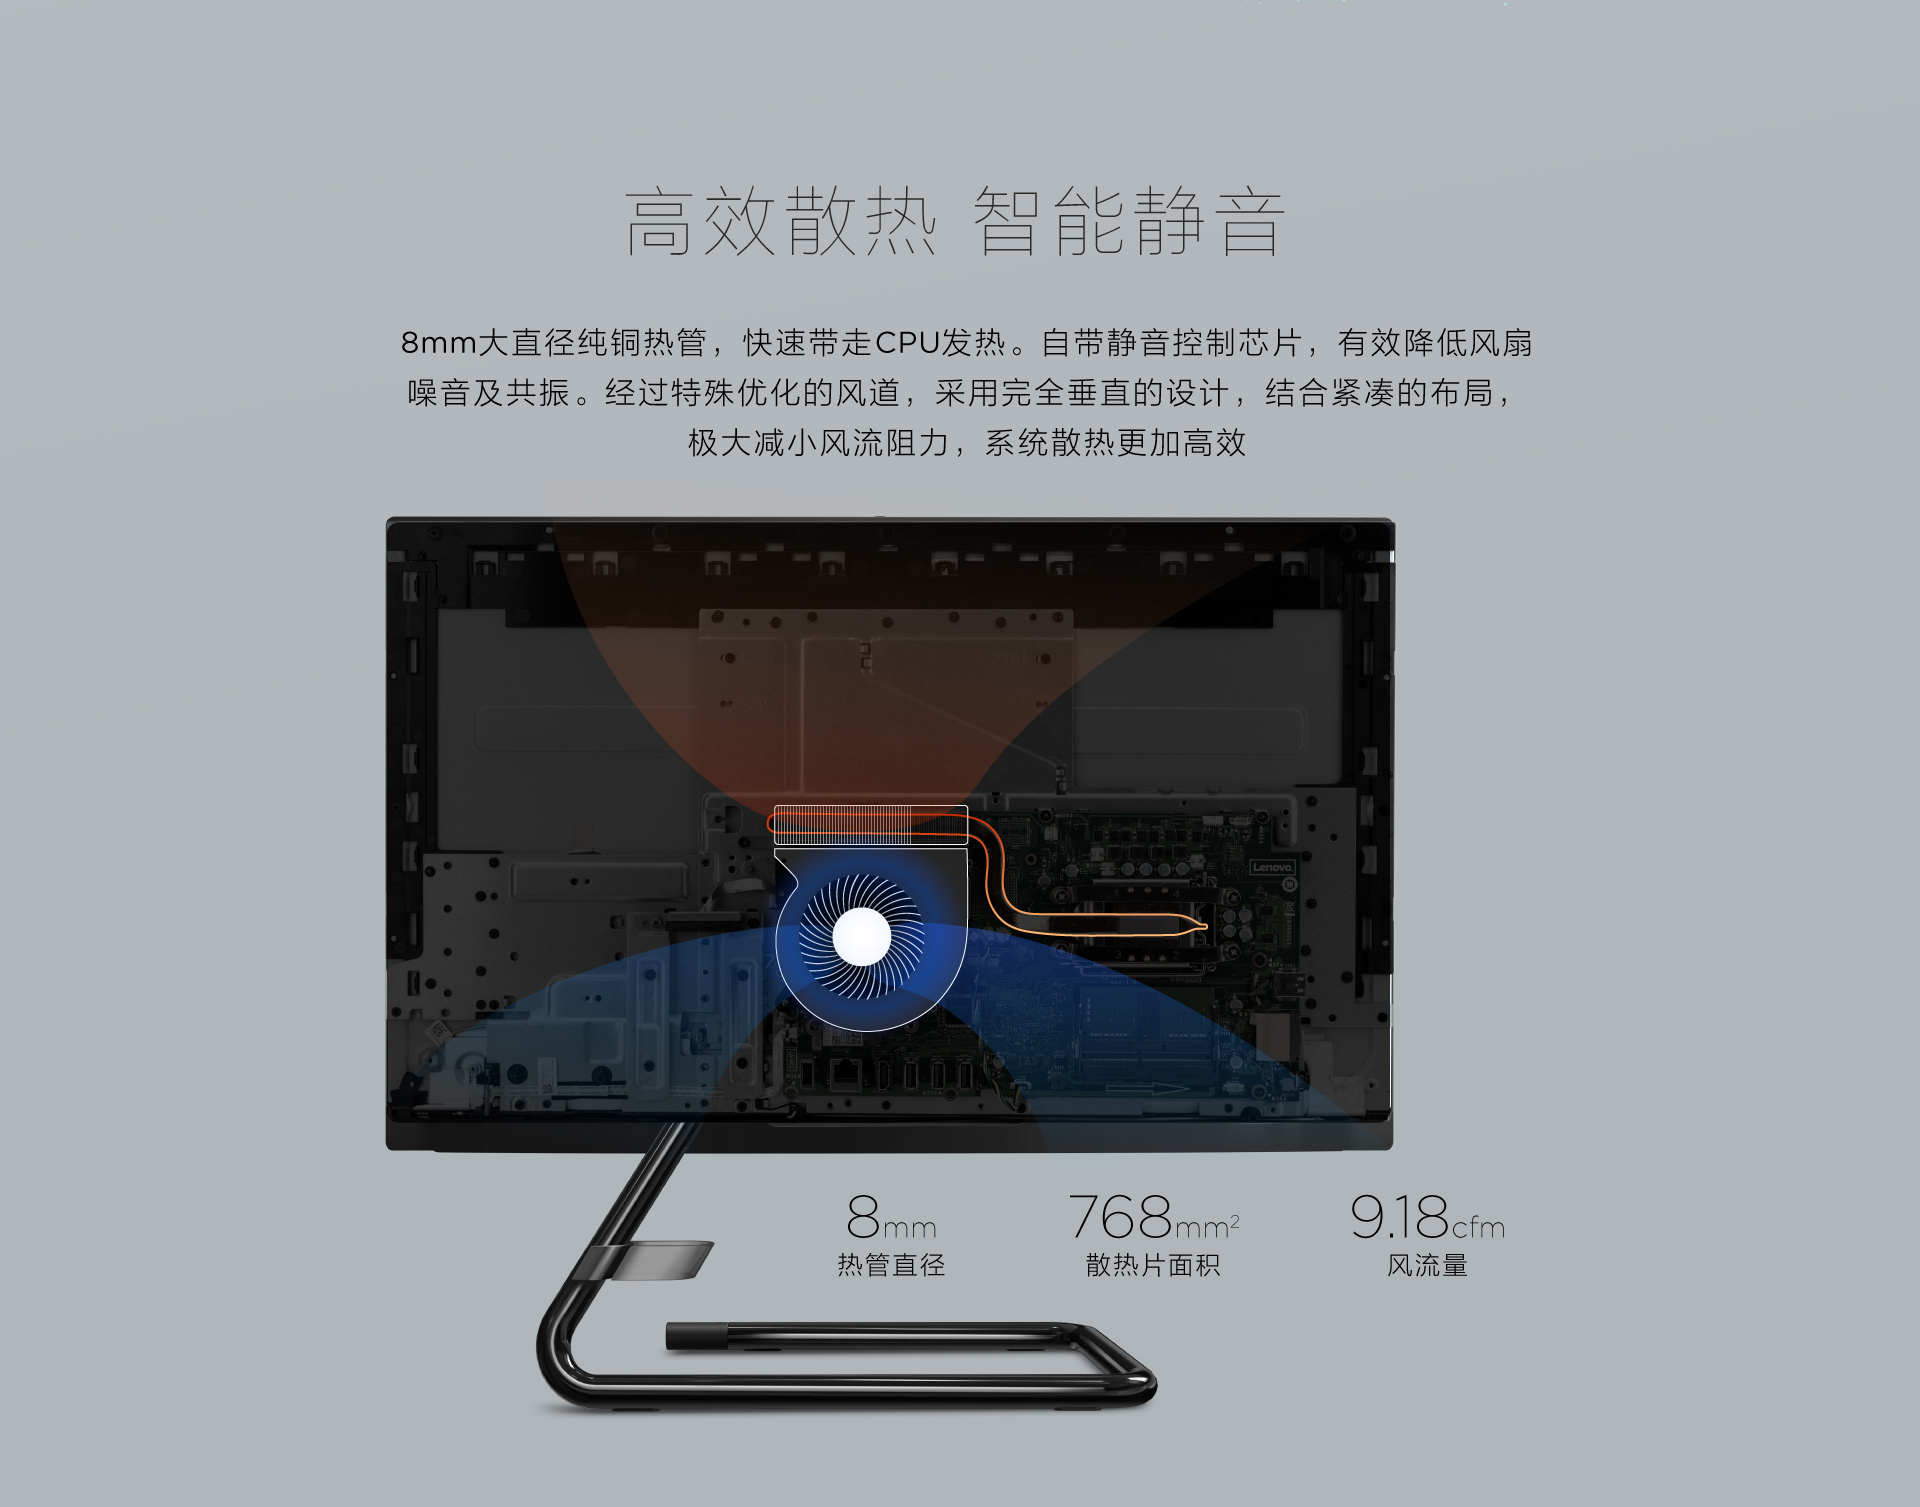 高效散热 智能静音
8mm大直径纯铜热管，快速带走CPU发热。自带静音控制芯片，有效降低风扇
噪音及共振。经过特殊优化的风道，采用完全垂直的设计，结合紧凑的布局，
极大减小风流阻力，系统散热更加高效
Lenovo.
8mm
热管直径
768mm²
散热片面积
9.18cfm
风流量